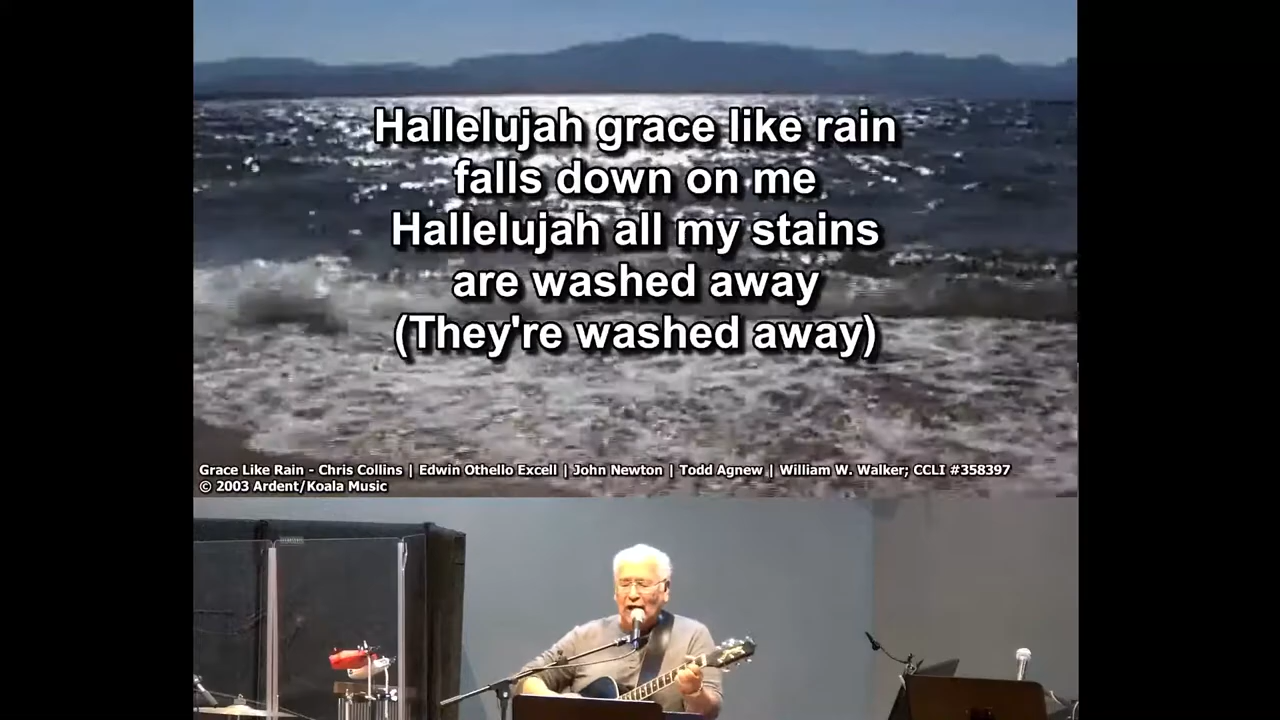 Hallelujah grace like rain
falls down on me
Hallelujah all my stains
are washed away
(They're washed away)
Grace Like Rain - Chris Collins | Edwin Othello Excell | John Newton | Todd Agnew | William W. Walker; CCLI #358397
© 2003 Ardent/Koala Music